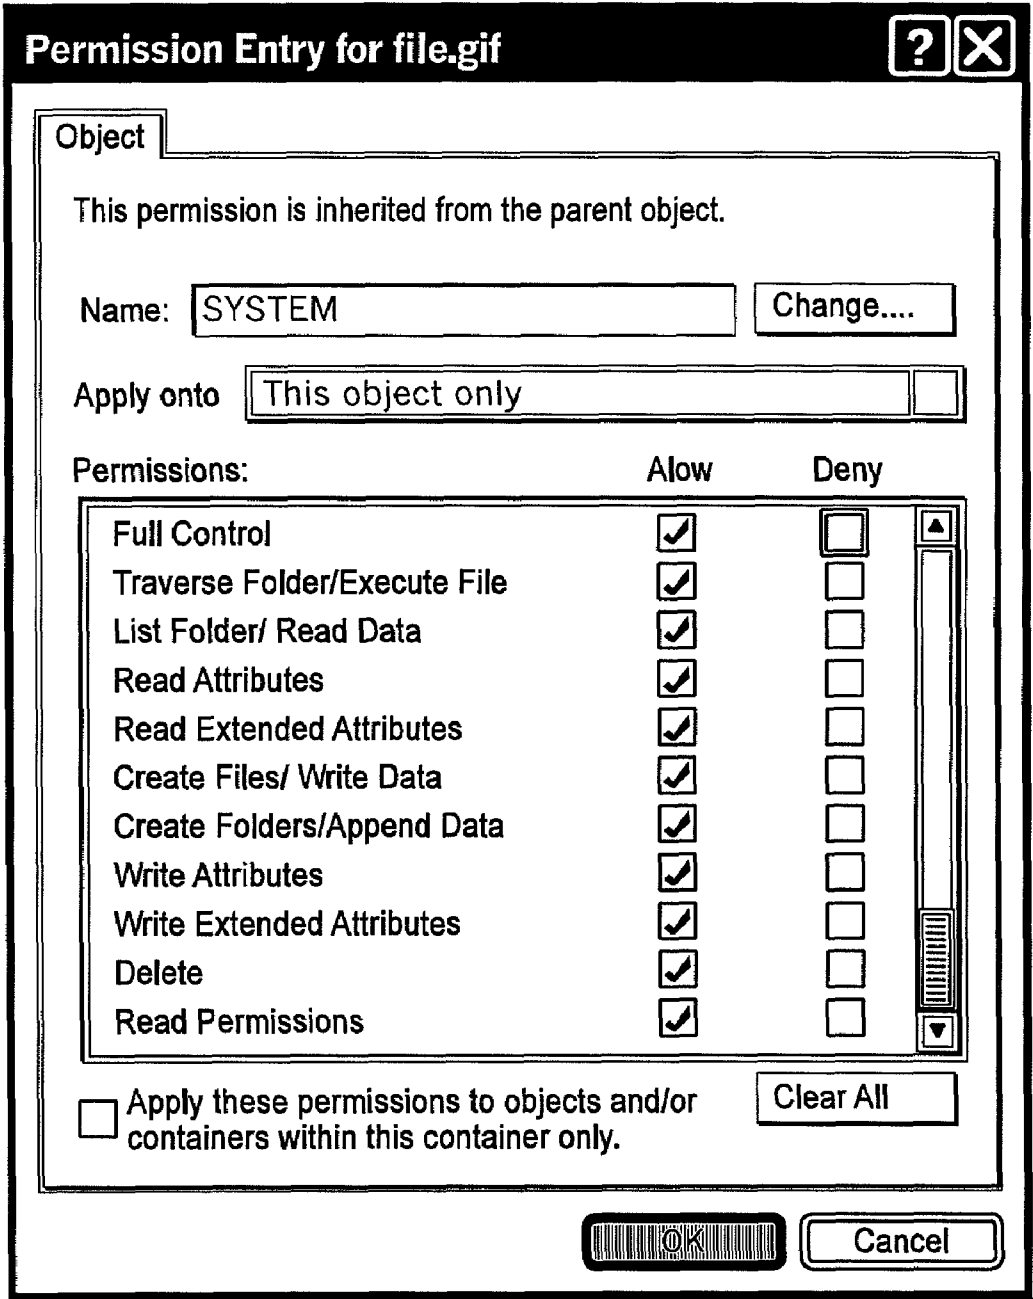 Permission Entry for file.gif ? X
Object
This permission is inherited from the parent object.
Name: SYSTEM Change....
Apply onto This object only
Permissions: Alow Deny
Full Control
Traverse Folder/Execute File
List Folder/ Read Data
Read Attributes
Read Extended Attributes
Create Files/ Write Data
Create Folders/Append Data
Write Attributes
Write Extended Attributes
Delete
Read Permissions
Apply these permissions to objects and/or
containers within this container only.
Clear All
OK Cancel